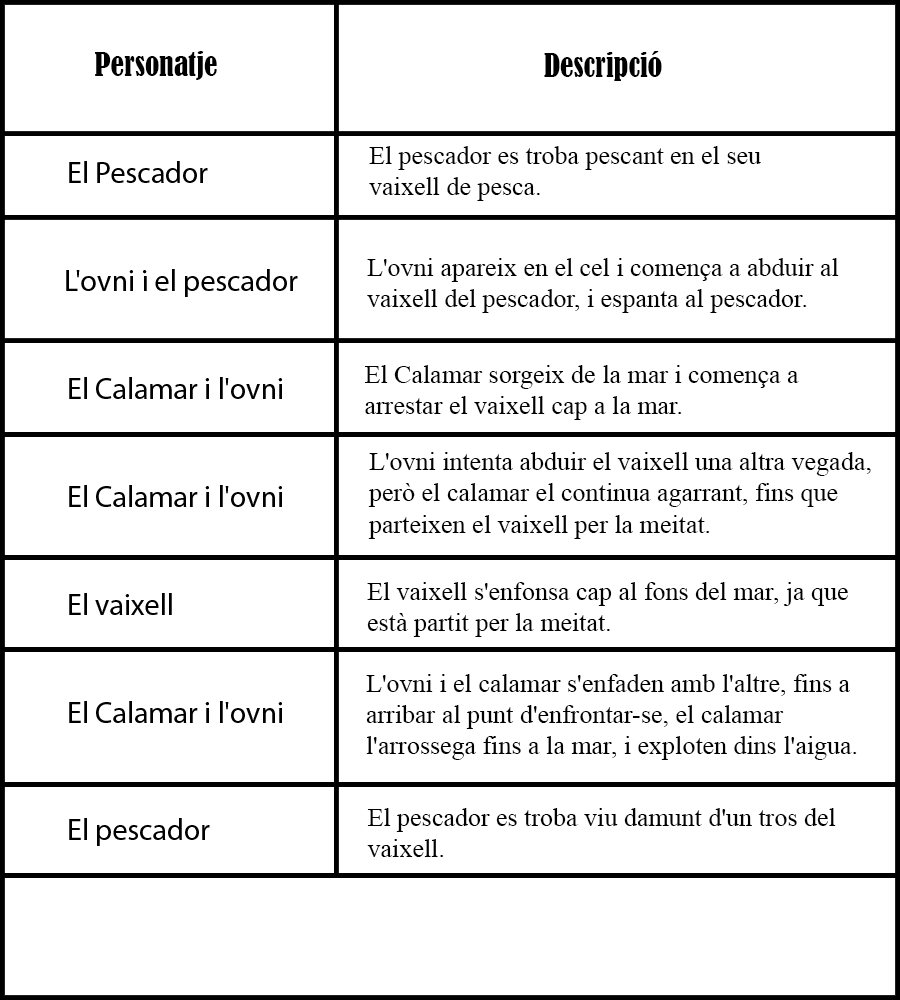 Personatje
Descripció
El Pescador
El pescador es troba pescant en el seu
vaixell de pesca.
L'ovni i el pescador
L'ovni apareix en el cel i comença a abduir al
vaixell del pescador, i espanta al pescador.
El Calamar i l'ovni
El Calamar sorgeix de la mar i comença a
arrestar el vaixell cap a la mar.
El Calamar i l'ovni
L'ovni intenta abduir el vaixell una altra vegada,
però el calamar el continua agarrant, fins que
parteixen el vaixell per la meitat.
El vaixell
El vaixell s'enfonsa cap al fons del mar, ja que
està partit per la meitat.
El Calamar i l'ovni
L'ovni i el calamar s'enfaden amb l'altre, fins a
arribar al punt d'enfrontar-se, el calamar
l'arrossega fins a la mar, i exploten dins l'aigua.
El pescador
El pescador es troba viu damunt d'un tros del
vaixell.